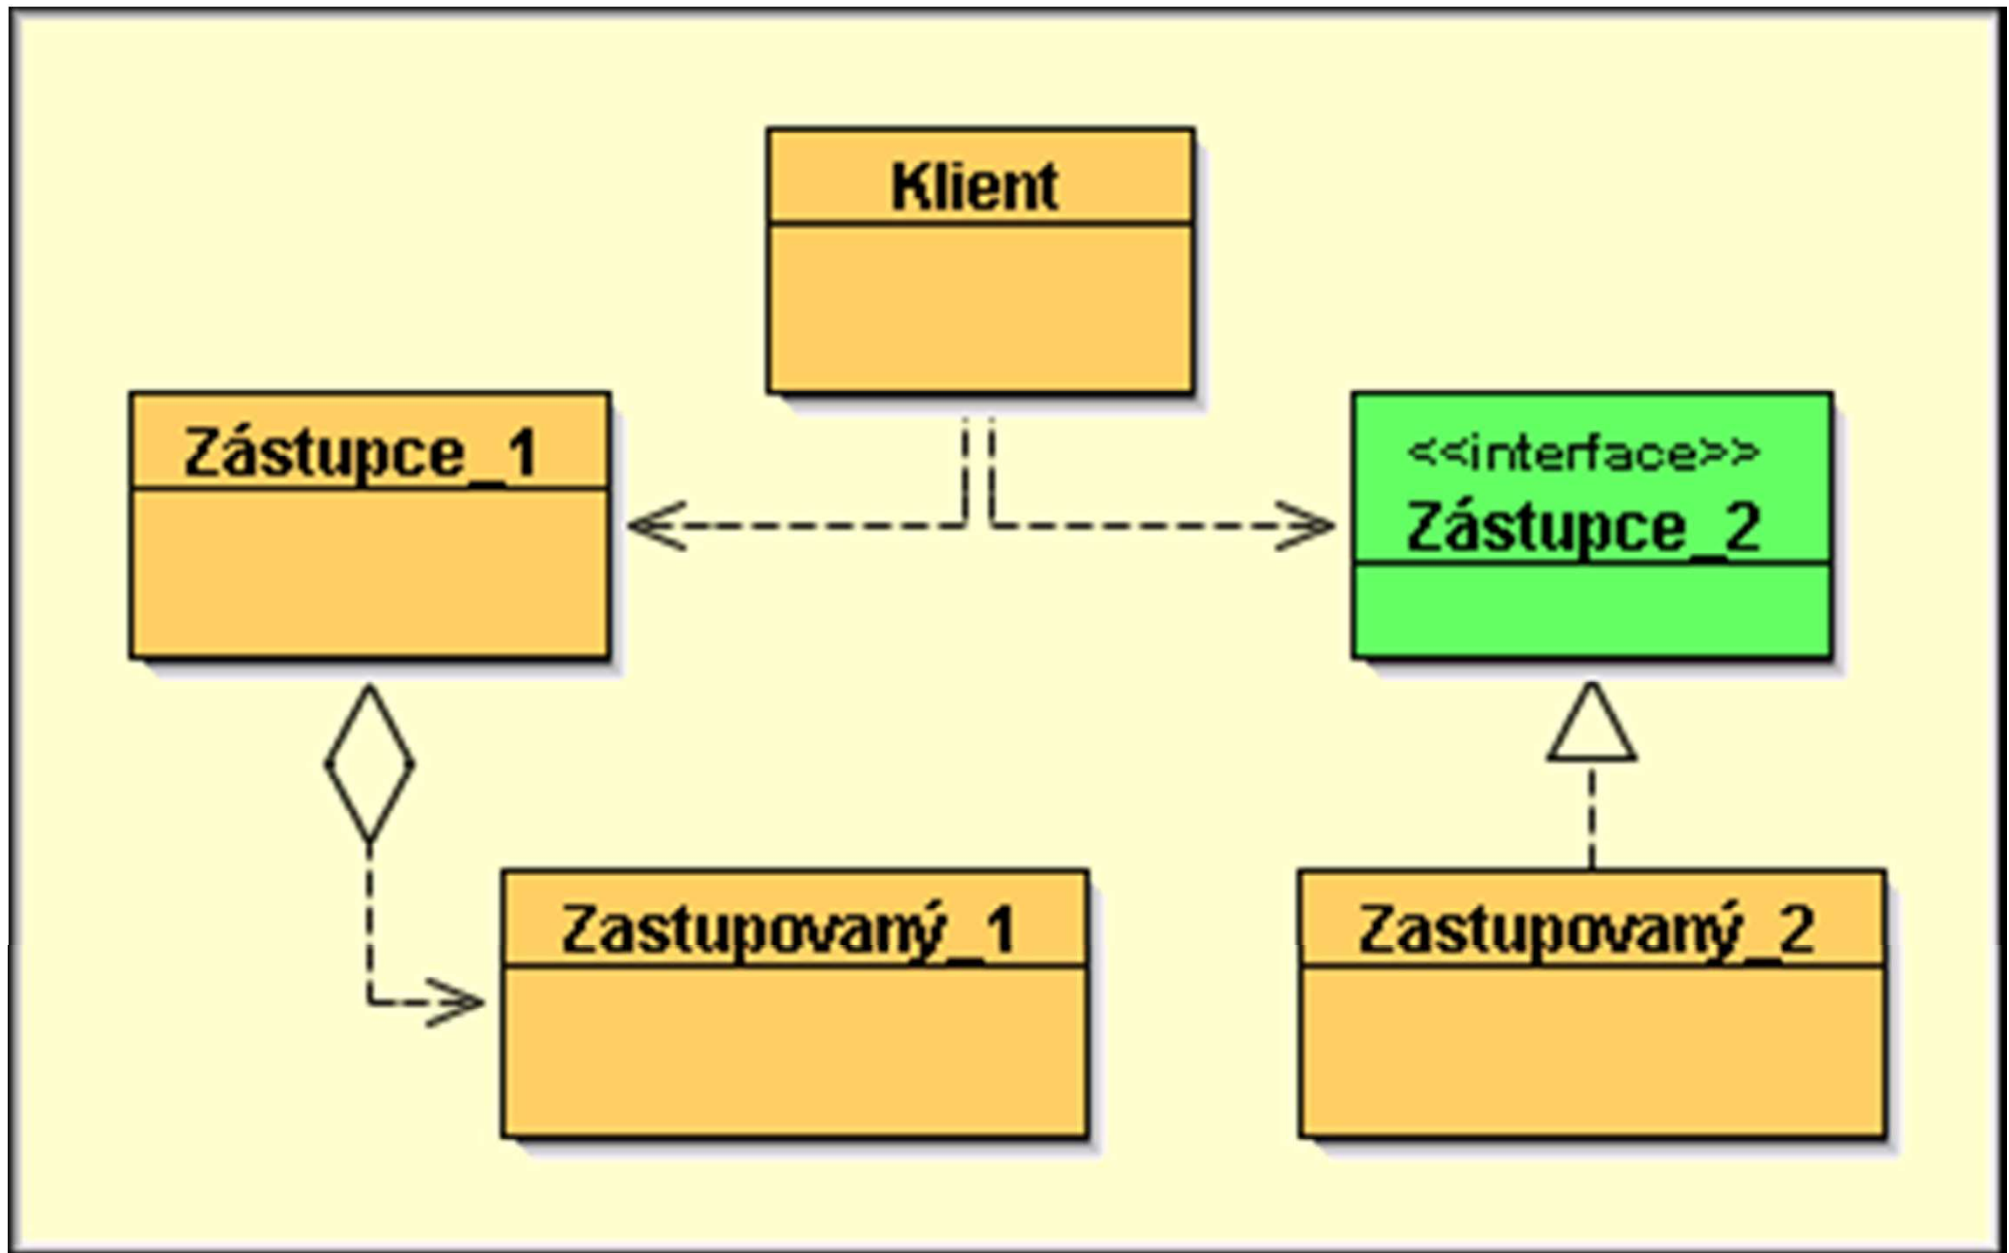 Klient
Zástupce_1
<<interface>>
Zástupce_2
Zastupovaný_1
Zastupovaný_2